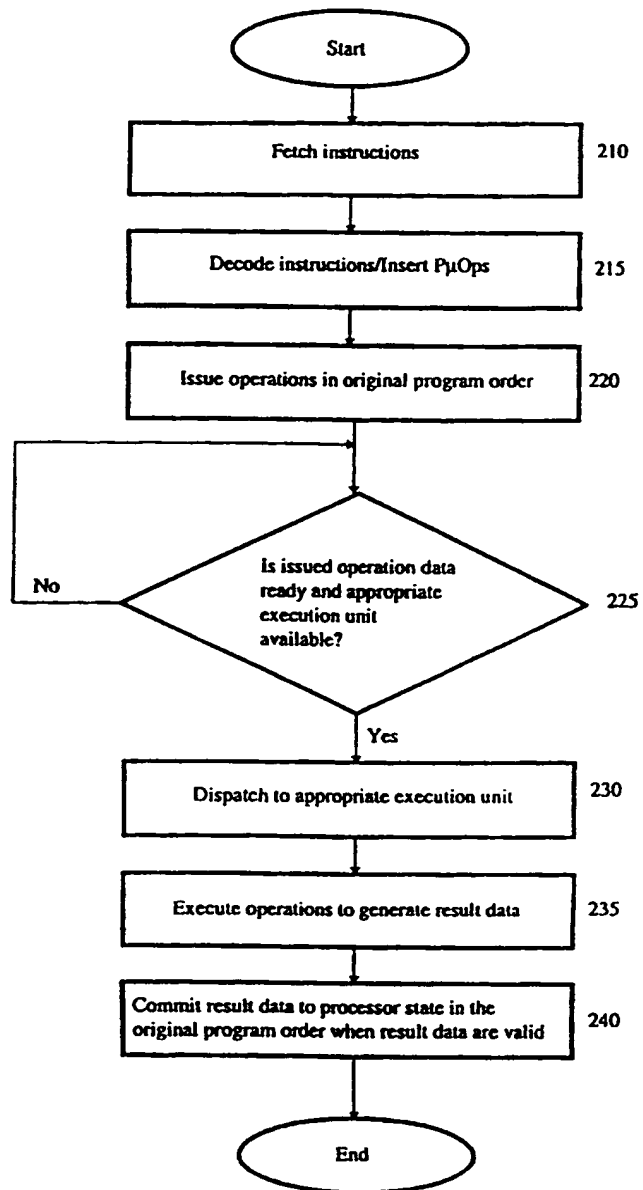 Start
Fetch instructions
210
Decode instructions/Insert PμOps
215
Issue operations in original program order
220
Is issued operation data
ready and appropriate
execution unit
available?
No
225
Yes
Dispatch to appropriate execution unit
230
Execute operations to generate result data
235
Commit result data to processor state in the
original program order when result data are valid
240
End